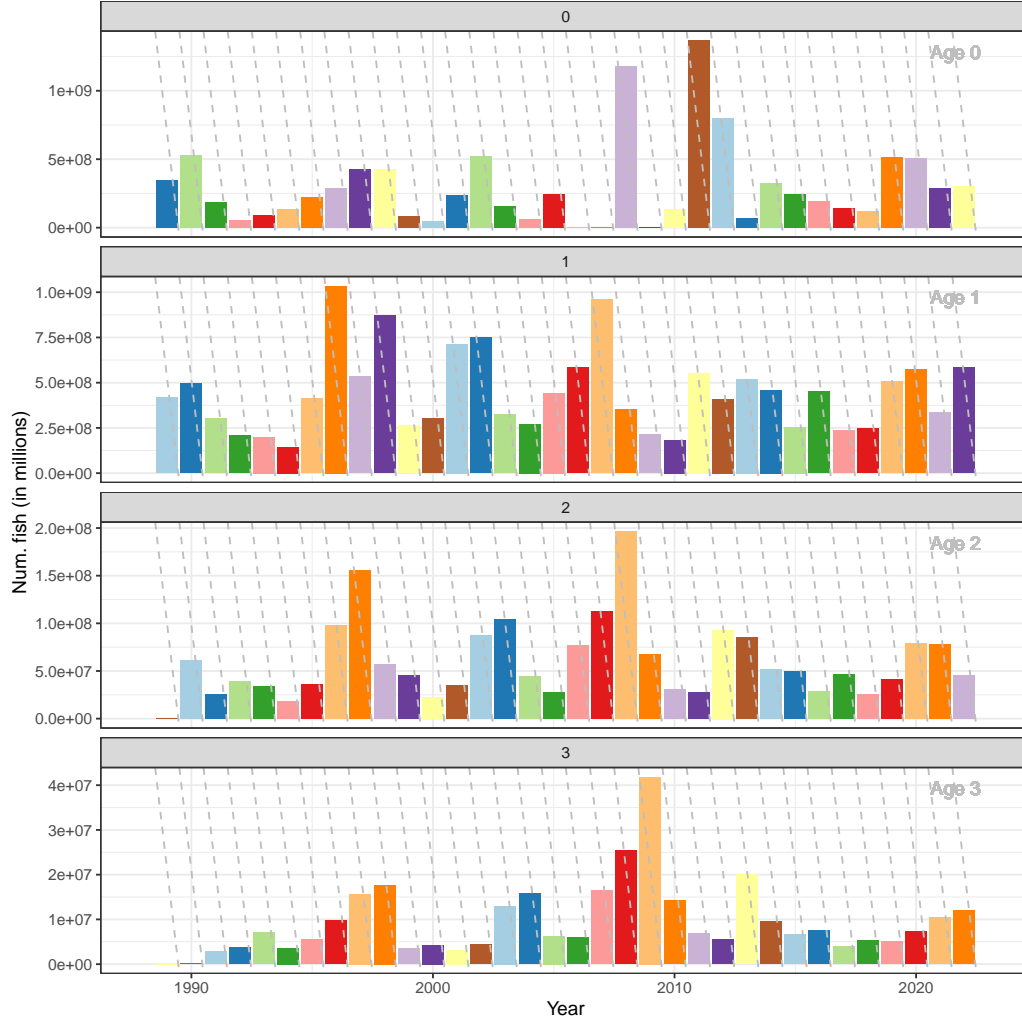 0
Age 0
1e+09
5e+08
0e+00
1
Age 1
1.0e+09
7.5e+08
5.0e+08
2.5e+08
0.0e+00
2
Age 2
2.0e+08
1.5e+08
1.0e+08
5.0e+07
0.0e+00
3
Age 3
4e+07
3e+07
2e+07
1e+07
0e+00
Num. fish (in millions)
1990 2000 2010 2020
Year